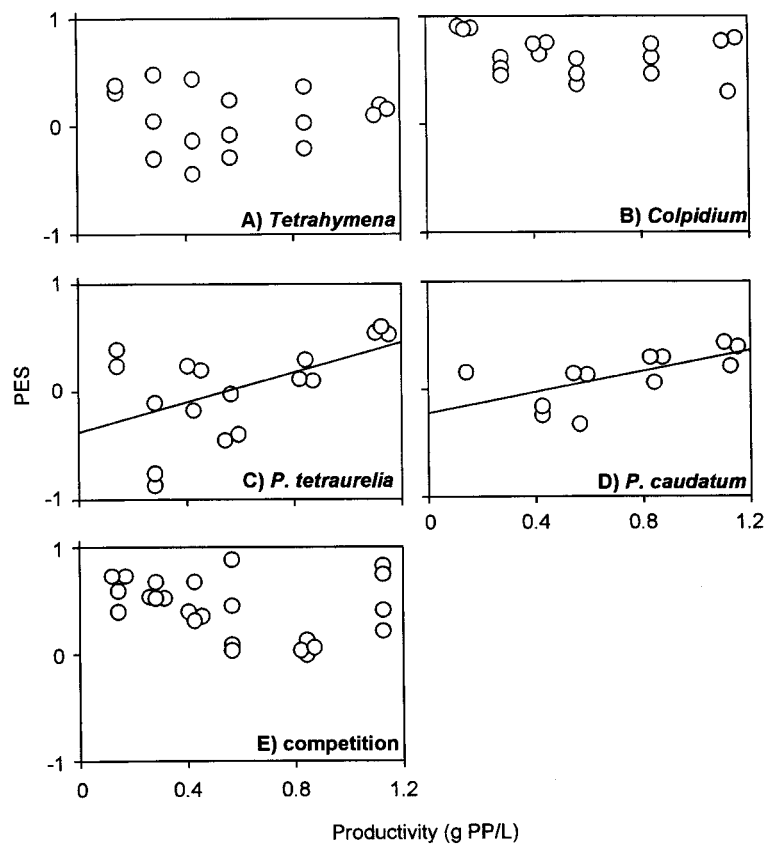 1
0
-1
A) Tetrahymena
B) Colpidium
1
0
-1
PES
C) P. tetraurelia
D) P. caudatum
0
0.4
0.8
1.2
1
0
-1
E) competition
0
0.4
0.8
1.2
Productivity (g PP/L)